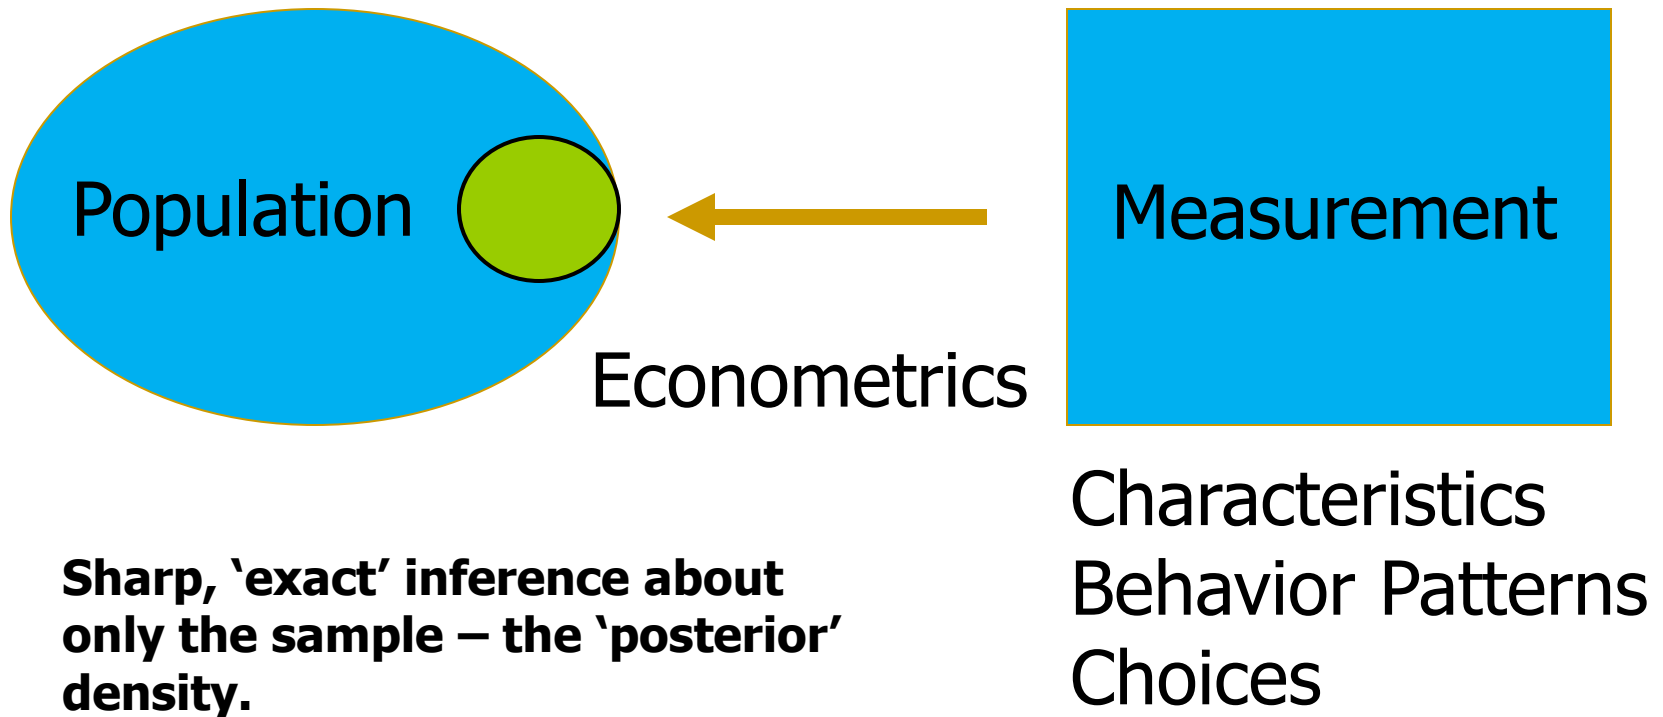 Population
Measurement
Econometrics
Characteristics
Behavior Patterns
Choices
Sharp, ‘exact’ inference about
only the sample – the ‘posterior’
density.